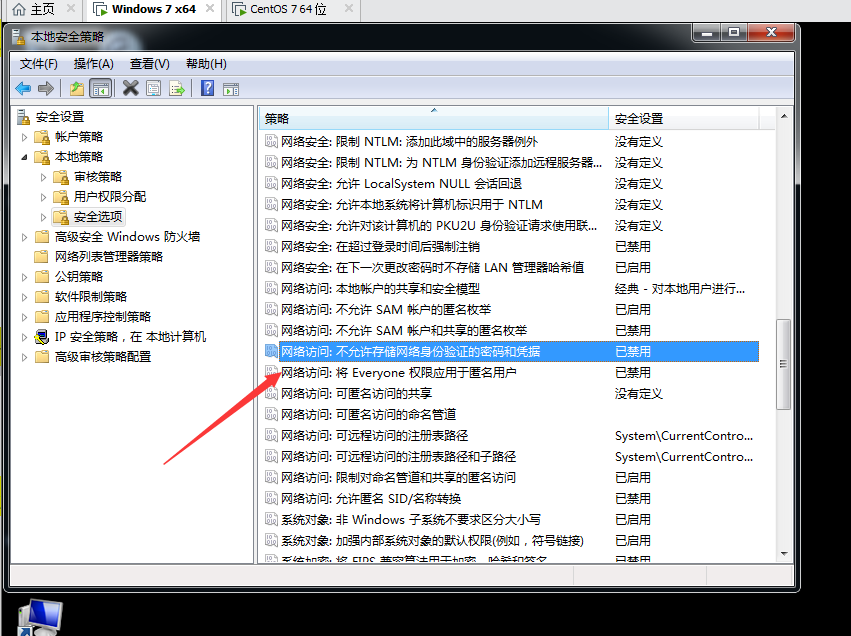 主页
Windows 7 x64
CentOS 7 64 位
本地安全策略
文件(F) 操作(A) 查看(V) 帮助(H)
安全设置
帐户策略
本地策略
审核策略
用户权限分配
安全选项
高级安全 Windows 防火墙
网络列表管理器策略
公钥策略
软件限制策略
应用程序控制策略
IP 安全策略，在 本地计算机
高级审核策略配置
策略 安全设置
网络安全: 限制 NTLM: 添加此域中的服务器例外 没有定义
网络安全: 限制 NTLM: 为 NTLM 身份验证添加远程服务器... 没有定义
网络安全: 允许 LocalSystem NULL 会话回退 没有定义
网络安全: 允许本地系统将计算机标识用于 NTLM 没有定义
网络安全: 允许对该计算机的 PKU2U 身份验证请求使用联... 没有定义
网络安全: 在超过登录时间后强制注销 已禁用
网络安全: 在下一次更改密码时不存储 LAN 管理器哈希值 已启用
网络访问: 本地帐户的共享和安全模型 经典 - 对本地用户进行...
网络访问: 不允许 SAM 帐户的匿名枚举 已启用
网络访问: 不允许 SAM 帐户和共享的匿名枚举 已禁用
网络访问: 不允许存储网络身份验证的密码和凭据 已禁用
网络访问: 将 Everyone 权限应用于匿名用户 已禁用
网络访问: 可匿名访问的共享 没有定义
网络访问: 可匿名访问的命名管道
网络访问: 可远程访问的注册表路径 System\CurrentContro...
网络访问: 可远程访问的注册表路径和子路径 System\CurrentContro...
网络访问: 限制对命名管道和共享的匿名访问 已启用
网络访问: 允许匿名 SID/名称转换 已禁用
系统对象: 非 Windows 子系统不要求区分大小写 已启用
系统对象: 加强内部系统对象的默认权限(例如，符号链接) 已启用
系统加密: 将 FIPS 兼容算法用于加密、哈希和签名 已禁用